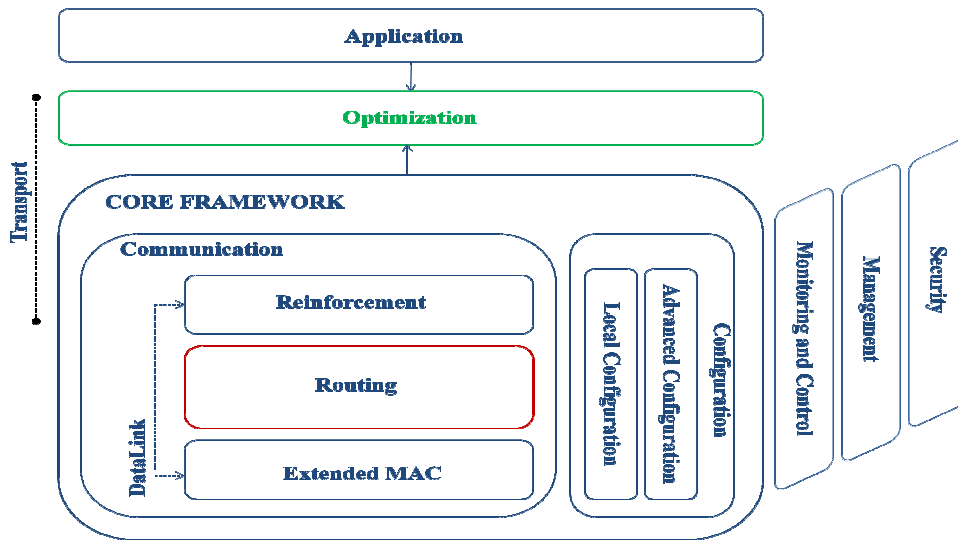 Application
Optimization
Transport
CORE FRAMEWORK
Communication
Reinforcement
Routing
Extended MAC
DataLink
Local Configuration
Advanced Configuration
Configuration
Monitoring and Control
Management
Security